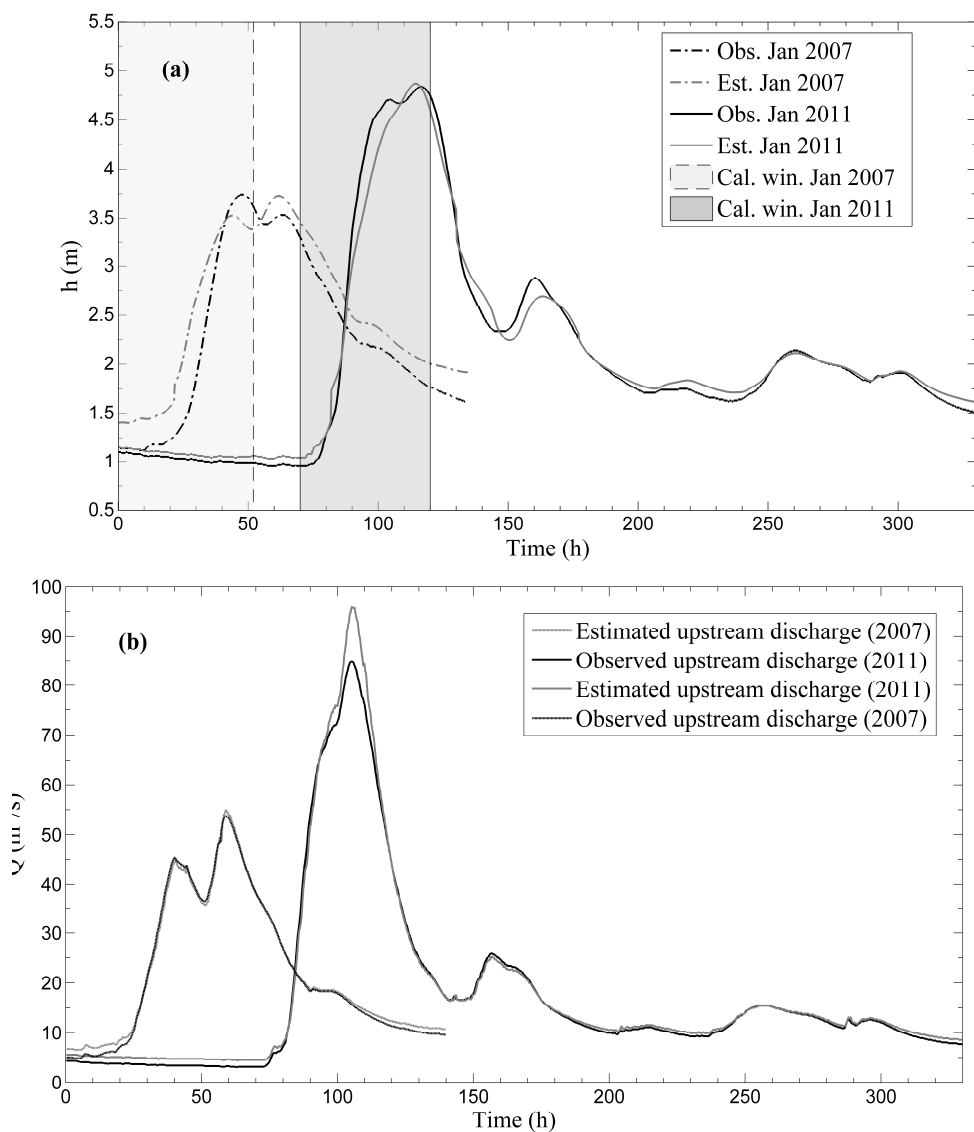 5.5
5
4.5
4
3.5
3
2.5
2
1.5
1
0.5
h (m)
(a)
Obs. Jan 2007
Est. Jan 2007
Obs. Jan 2011
Est. Jan 2011
Cal. win. Jan 2007
Cal. win. Jan 2011
0 50 100 150 200 250 300
Time (h)
100
90
80
70
60
50
40
30
20
10
0
(b)
Estimated upstream discharge (2007)
Observed upstream discharge (2011)
Estimated upstream discharge (2011)
Observed upstream discharge (2007)
0 50 100 150 200 250 300
Time (h)